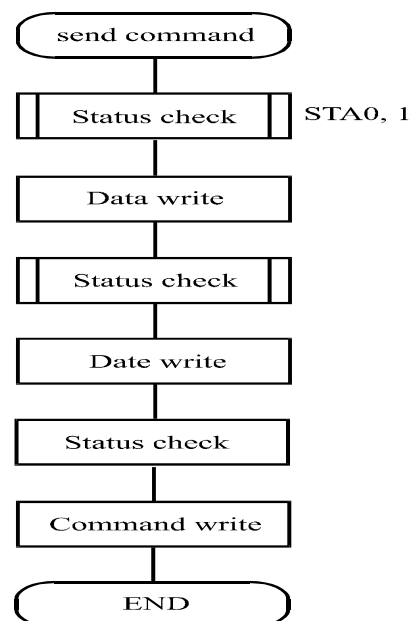 send command
Status check
STA0, 1
Data write
Status check
Date write
Status check
Command write
END